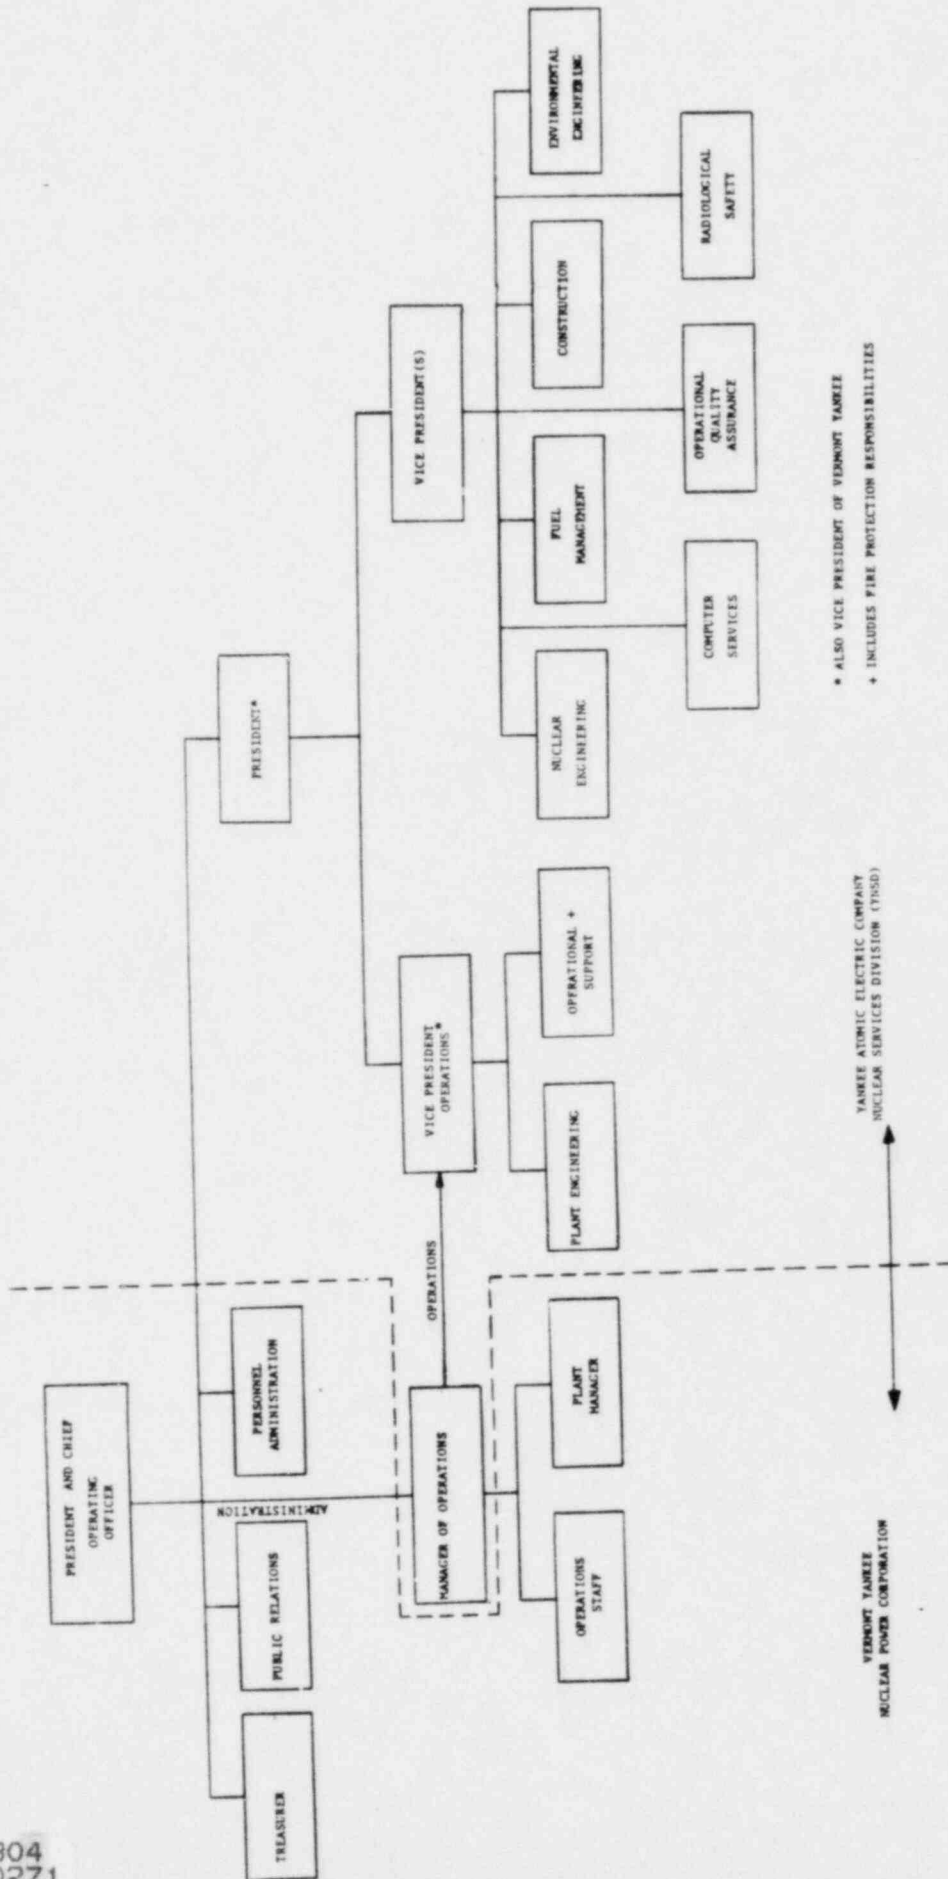 PRESIDENT AND CHIEF
OPERATING
OFFICER
TREASURER
PUBLIC RELATIONS
PERSONNEL
ADMINISTRATION
PRESIDENT*
ADMINISTRATION
MANAGER OF OPERATIONS
OPERATIONS
VICE PRESIDENT
OPERATIONS*
VICE PRESIDENT(S)
OPERATIONS
STAFF
PLANT
MANAGER
PLANT ENGINEERING
OPERATIONAL +
SUPPORT
NUCLEAR
ENGINEERING
FUEL
MANAGEMENT
CONSTRUCTION
ENVIRONMENTAL
ENGINEERING
COMPUTER
SERVICES
OPERATIONAL
QUALITY
ASSURANCE
RADIOLOGICAL
SAFETY
VERMONT YANKEE
NUCLEAR POWER CORPORATION
YANKEE ATOMIC ELECTRIC COMPANY
NUCLEAR SERVICES DIVISION (YNSD)
* ALSO VICE PRESIDENT OF VERMONT YANKEE
+ INCLUDES FIRE PROTECTION RESPONSIBILITIES